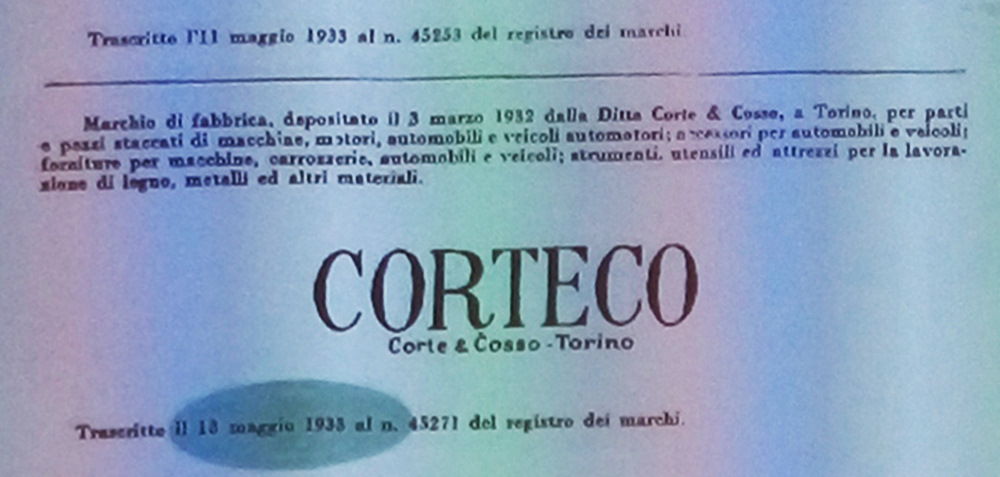 Trascritto l'11 maggio 1933 al n. 45253 del registro dei marchi.
Marchio di fabbrica, depositato il 3 marzo 1932 dalla Ditta Corte & Cosso, a Torino, per parti
e pezzi staccati di macchine, motori, automobili e veicoli automotori; accessori per automobili e veicoli;
forniture per macchine, carrozzerie, automobili e veicoli; strumenti, utensili ed attrezzi per la lavora-
zione di legno, metalli ed altri materiali.
CORTECO
Corte & Cosso - Torino
Trascritto il 13 maggio 1933 al n. 45271 del registro dei marchi.